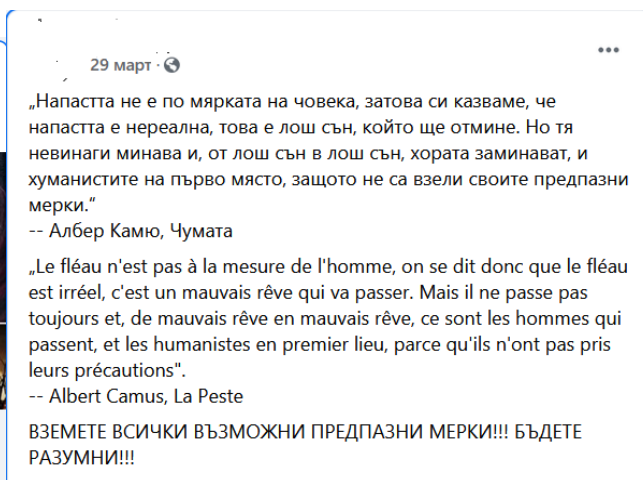 29 март
„Напастта не е по мярката на човека, затова си казваме, че
напастта е нереална, това е лош сън, който ще отмине. Но тя
невинаги минава и, от лош сън в лош сън, хората заминават, и
хуманистите на първо място, защото не са взели своите предпазни
мерки.“
-- Албер Камю, Чумата
„Le fléau n'est pas à la mesure de l'homme, on se dit donc que le fléau
est irréel, c'est un mauvais rêve qui va passer. Mais il ne passe pas
toujours et, de mauvais rêve en mauvais rêve, ce sont les hommes qui
passent, et les humanistes en premier lieu, parce qu'ils n'ont pas pris
leurs précautions".
-- Albert Camus, La Peste
ВЗЕМЕТЕ ВСИЧКИ ВЪЗМОЖНИ ПРЕДПАЗНИ МЕРКИ!!! БЪДЕТЕ
РАЗУМНИ!!!